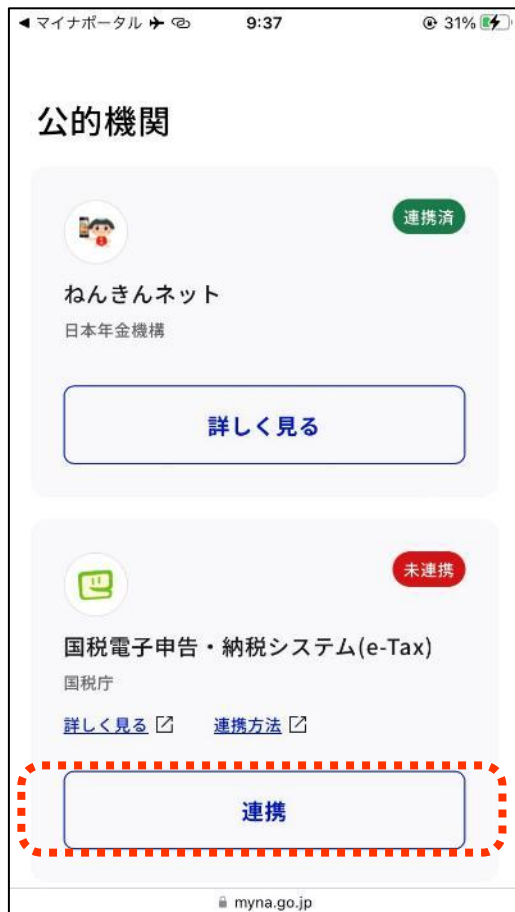 マイナポータル 9:37 31%
公的機関
連携済
ねんきんネット
日本年金機構
詳しく見る
未連携
国税電子申告・納税システム(e-Tax)
国税庁
詳しく見る 連携方法
連携
myna.go.jp